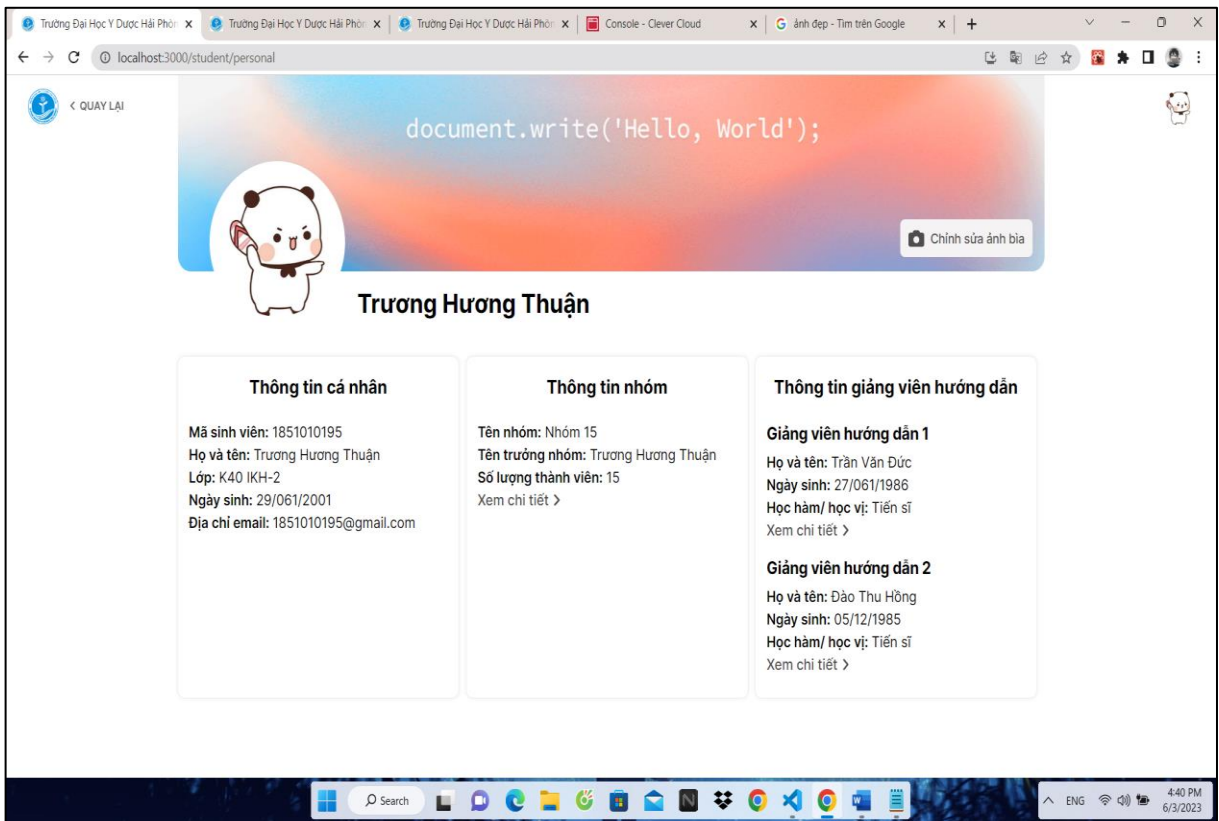 Trường Đại Học Y Dược Hải Phòn
Trường Đại Học Y Dược Hải Phòn
Trường Đại Học Y Dược Hải Phòn
Console - Clever Cloud
ảnh đẹp - Tìm trên Google
localhost:3000/student/personal
QUAY LẠI
document.write('Hello, World');
Chỉnh sửa ảnh bìa
Trương Hương Thuận
Thông tin cá nhân
Mã sinh viên: 1851010195
Họ và tên: Trương Hương Thuận
Lớp: K40 IKH-2
Ngày sinh: 29/061/2001
Địa chỉ email: 1851010195@gmail.com
Thông tin nhóm
Tên nhóm: Nhóm 15
Tên trưởng nhóm: Trương Hương Thuận
Số lượng thành viên: 15
Xem chi tiết >
Thông tin giảng viên hướng dẫn
Giảng viên hướng dẫn 1
Họ và tên: Trần Văn Đức
Ngày sinh: 27/061/1986
Học hàm/ học vị: Tiến sĩ
Xem chi tiết >
Giảng viên hướng dẫn 2
Họ và tên: Đào Thu Hồng
Ngày sinh: 05/12/1985
Học hàm/ học vị: Tiến sĩ
Xem chi tiết >
Search
ENG
4:40 PM
6/3/2023